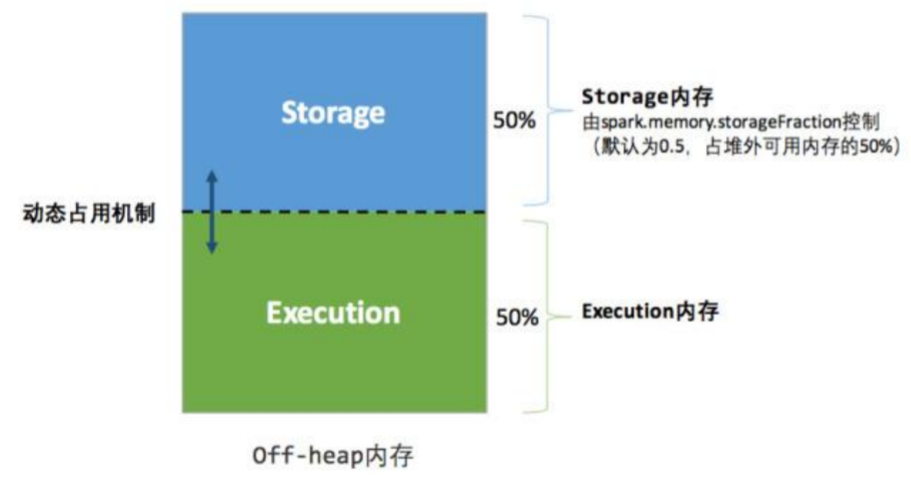 Storage
50%
Storage内存
由spark.memory.storageFraction控制
（默认为0.5，占堆外可用内存的50%）
动态占用机制
Execution
50%
Execution内存
Off-heap内存